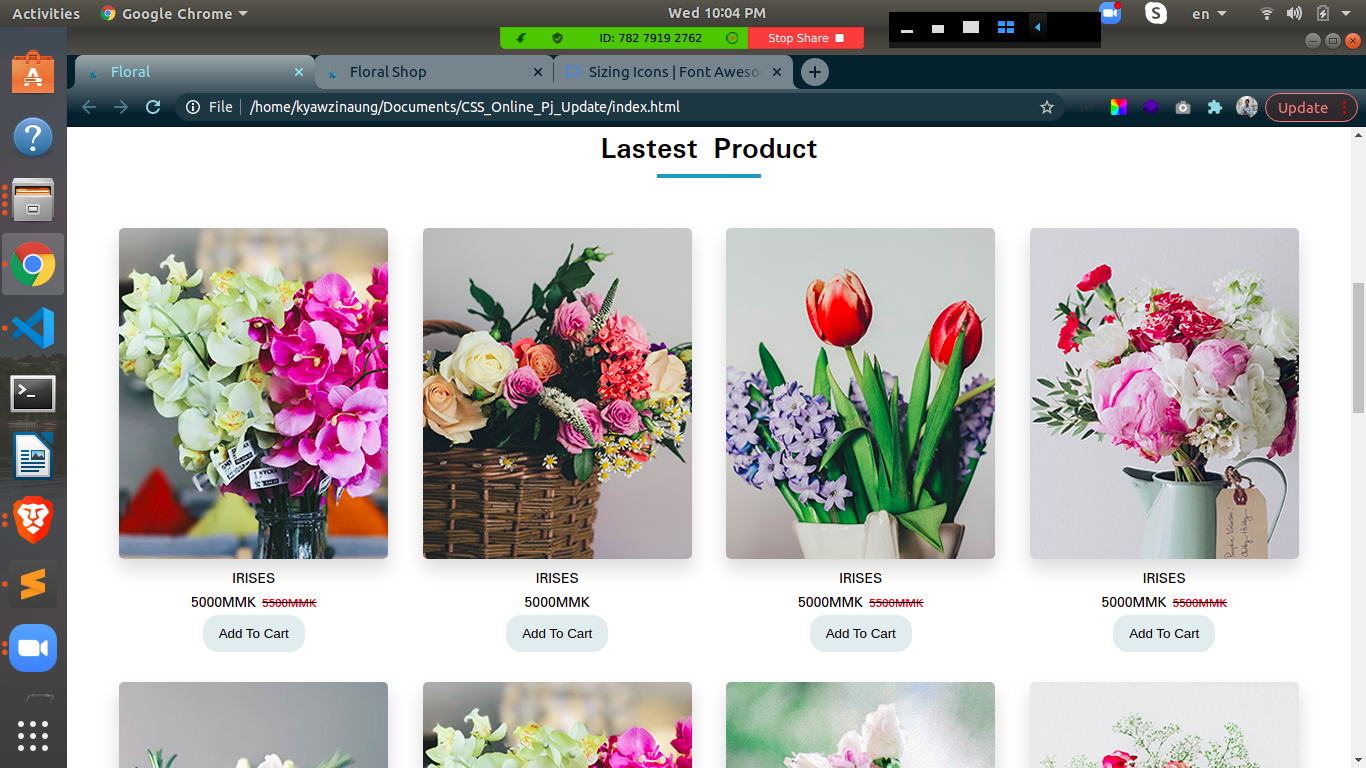 Activities Google Chrome Wed 10:04 PM en
ID: 782 7919 2762 Stop Share
Floral Floral Shop Sizing Icons | Font Aweso
File /home/kyawzinaung/Documents/CSS_Online_Pj_Update/index.html Update
Lastest Product
IRISES IRISES IRISES IRISES
5000MMK 5500MMK 5000MMK 5000MMK 5500MMK 5000MMK 5500MMK
Add To Cart Add To Cart Add To Cart Add To Cart